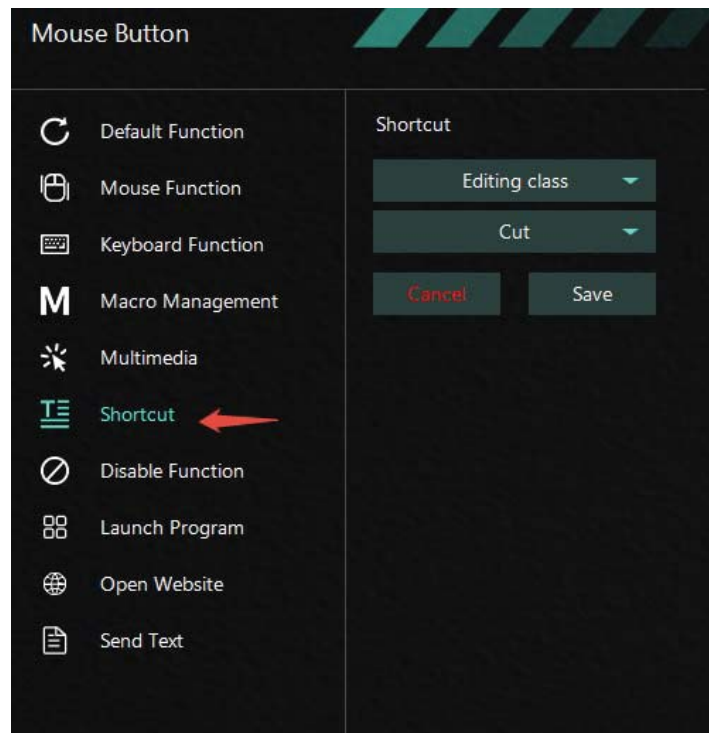 Mouse Button
Default Function
Mouse Function
Keyboard Function
M Macro Management
Multimedia
Shortcut
Disable Function
Launch Program
Open Website
Send Text
Shortcut
Editing class
Cut
Cancel
Save